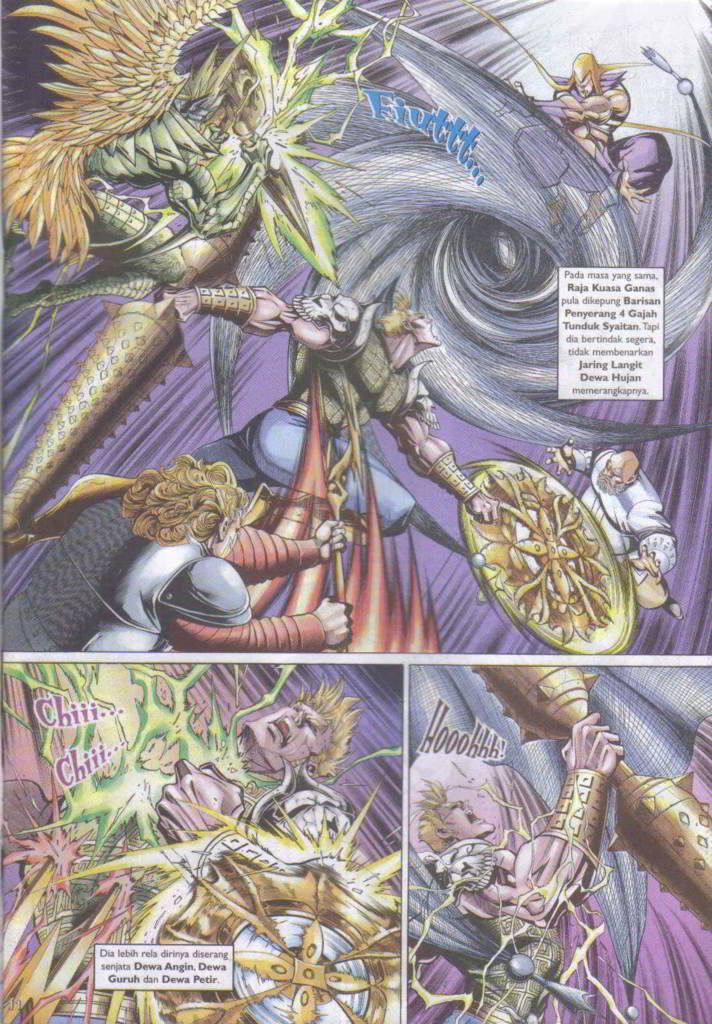 Fiuttt...
Pada masa yang sama,
Raja Kuasa Ganas
pula dikepung Barisan
Penyerang 4 Gajah
Tunduk Syaitan. Tapi
dia bertindak segera,
tidak membenarkan
Jaring Langit
Dewa Hujan
memerangkapnya.
Chiii...
Chiii...
Hooohhh!
Dia lebih rela dirinya diserang
senjata Dewa Angin, Dewa
Guruh dan Dewa Petir.